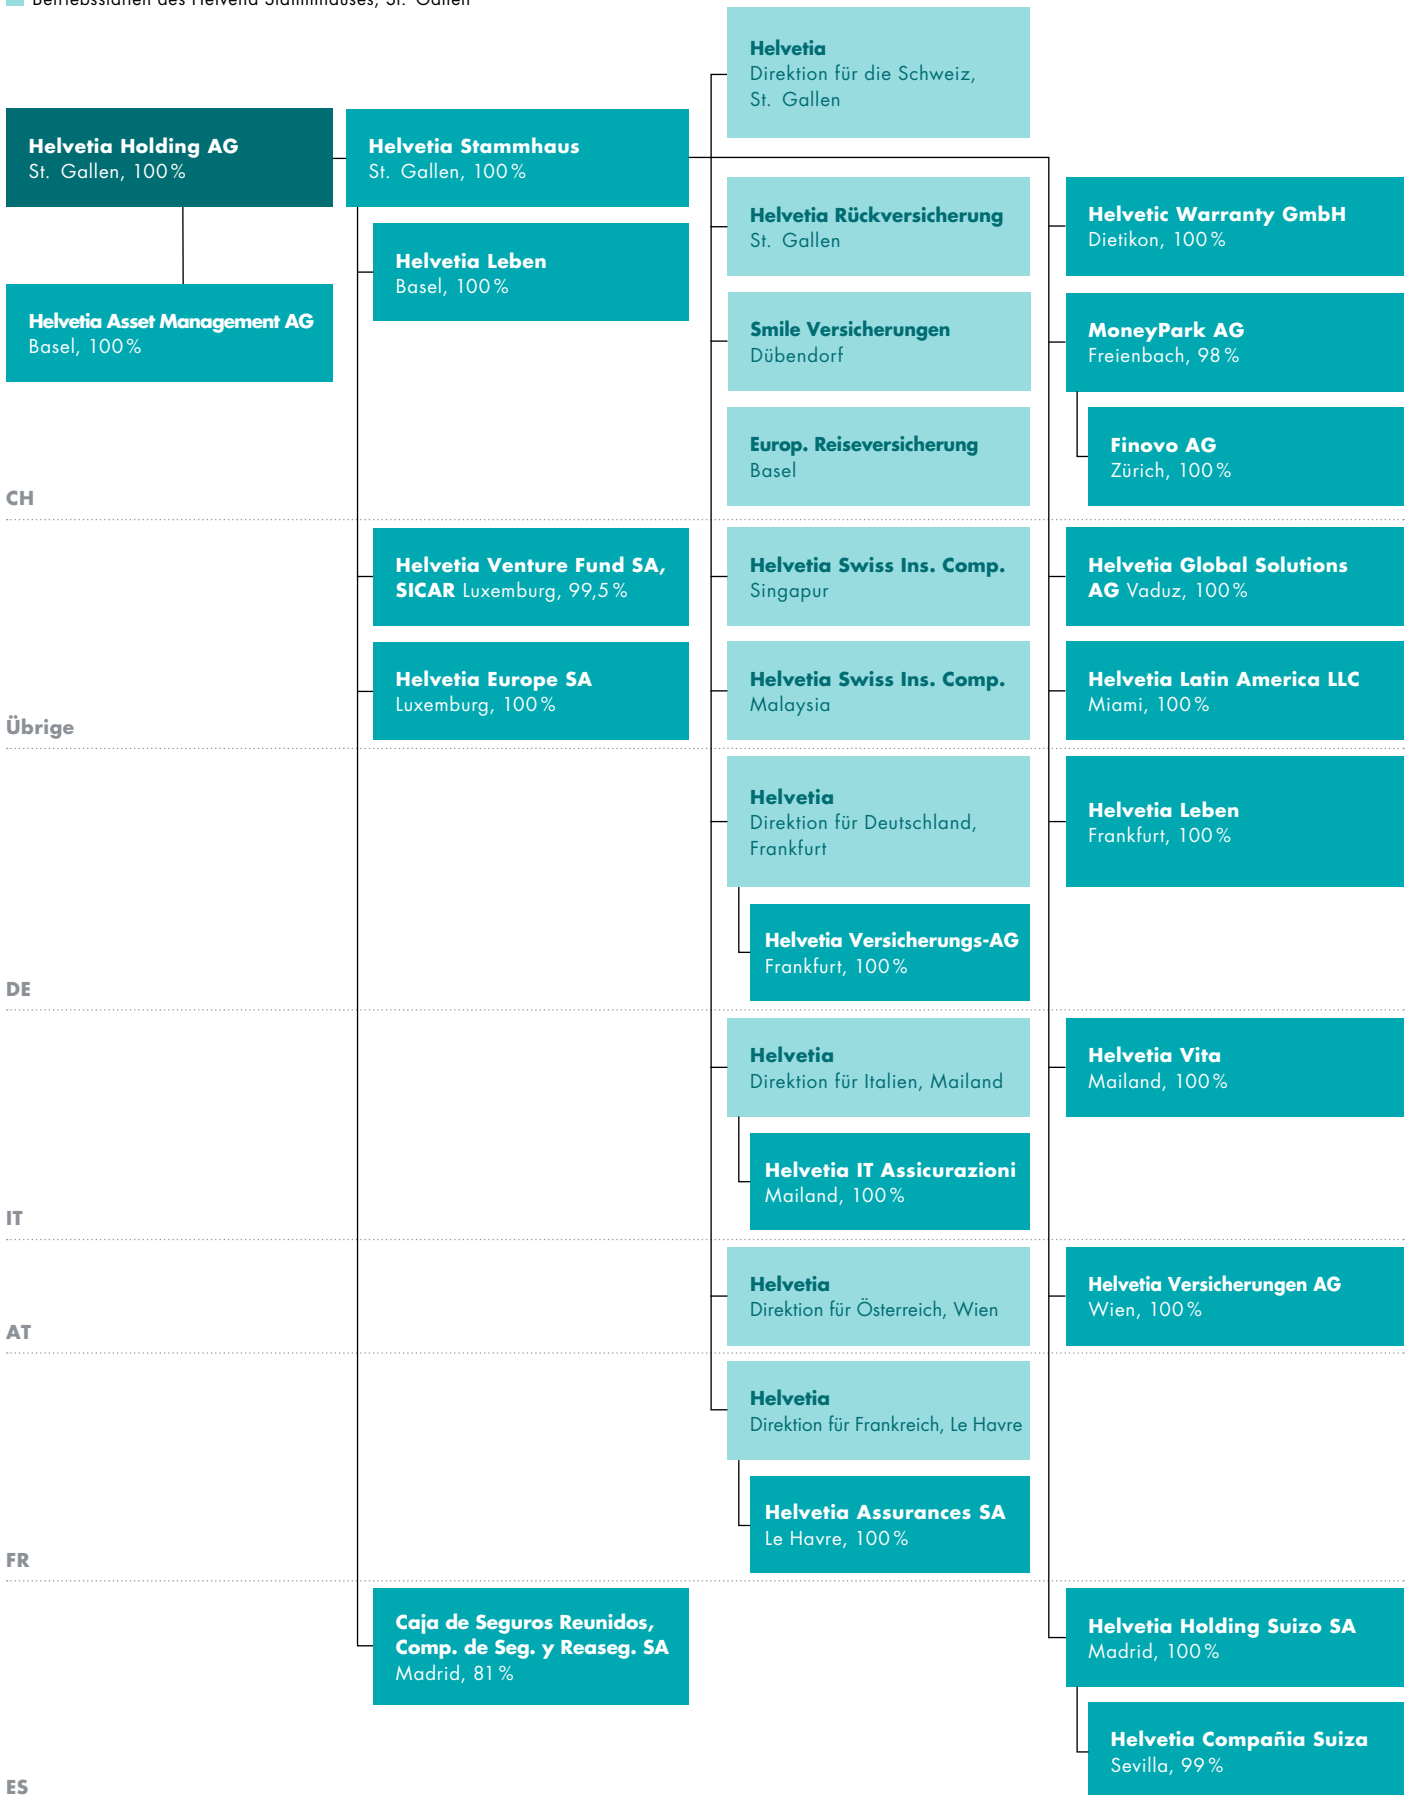 Betriebsstätten des Helvetia Stammhauses, St. Gallen
Helvetia
Direktion für die Schweiz,
St. Gallen
Helvetia Holding AG
St. Gallen, 100%
Helvetia Stammhaus
St. Gallen, 100%
Helvetia Rückversicherung
St. Gallen
Helvetic Warranty GmbH
Dietikon, 100%
Helvetia Leben
Basel, 100%
Helvetia Asset Management AG
Basel, 100%
Smile Versicherungen
Dübendorf
MoneyPark AG
Freienbach, 98%
Europ. Reiseversicherung
Basel
Finovo AG
Zürich, 100%
CH
Helvetia Venture Fund SA,
SICAR Luxemburg, 99,5%
Helvetia Swiss Ins. Comp.
Singapur
Helvetia Global Solutions
AG Vaduz, 100%
Helvetia Europe SA
Luxemburg, 100%
Helvetia Swiss Ins. Comp.
Malaysia
Helvetia Latin America LLC
Miami, 100%
Übrige
Helvetia
Direktion für Deutschland,
Frankfurt
Helvetia Leben
Frankfurt, 100%
Helvetia Versicherungs-AG
Frankfurt, 100%
DE
Helvetia
Direktion für Italien, Mailand
Helvetia Vita
Mailand, 100%
Helvetia IT Assicurazioni
Mailand, 100%
IT
Helvetia
Direktion für Österreich, Wien
Helvetia Versicherungen AG
Wien, 100%
AT
Helvetia
Direktion für Frankreich, Le Havre
Helvetia Assurances SA
Le Havre, 100%
FR
Caja de Seguros Reunidos,
Comp. de Seg. y Reaseg. SA
Madrid, 81%
Helvetia Holding Suizo SA
Madrid, 100%
Helvetia Compañia Suiza
Sevilla, 99%
ES